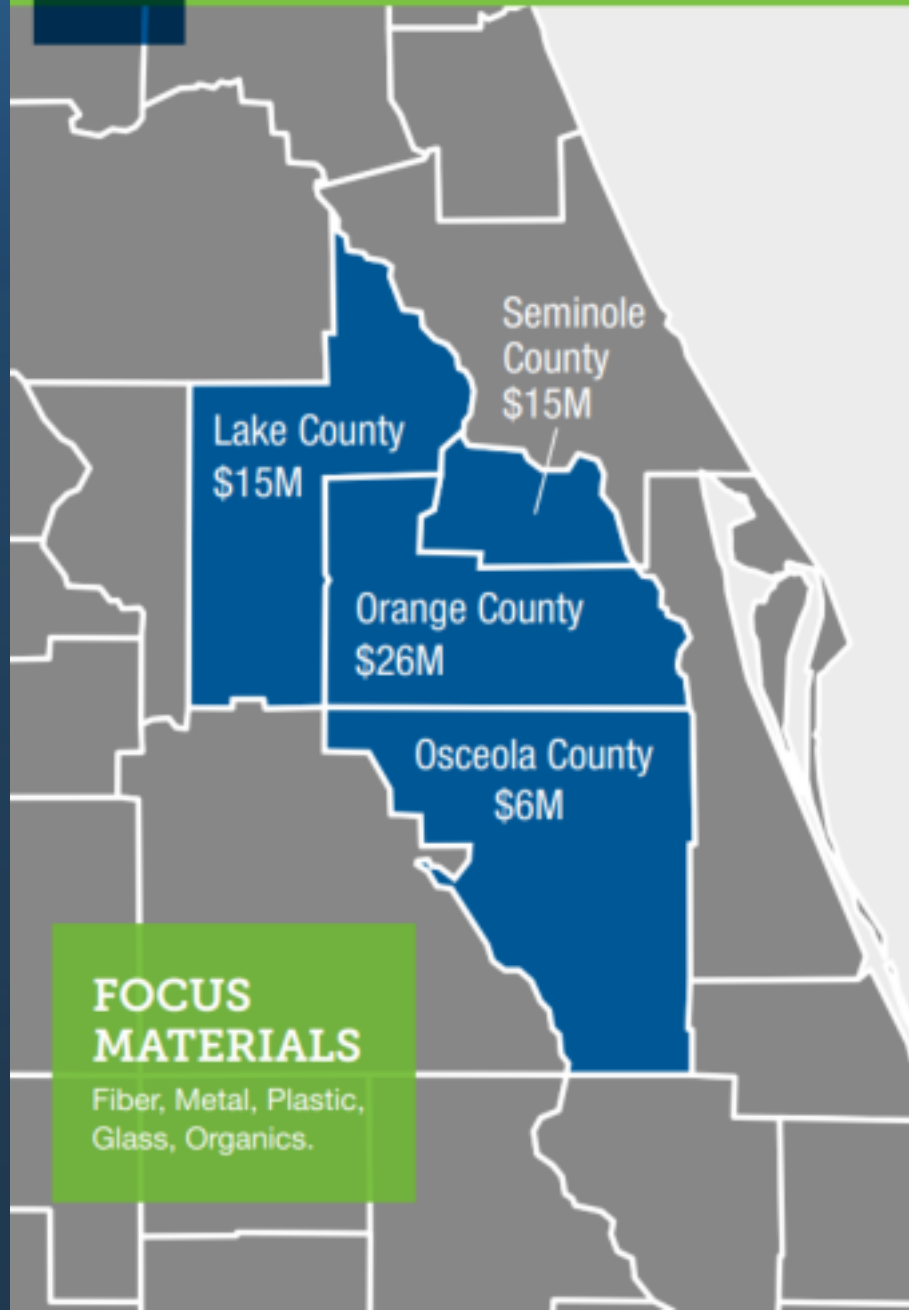 Seminole
County
$15M
Lake County
$15M
Orange County
$26M
Osceola County
$6M
FOCUS
MATERIALS
Fiber, Metal, Plastic,
Glass, Organics.